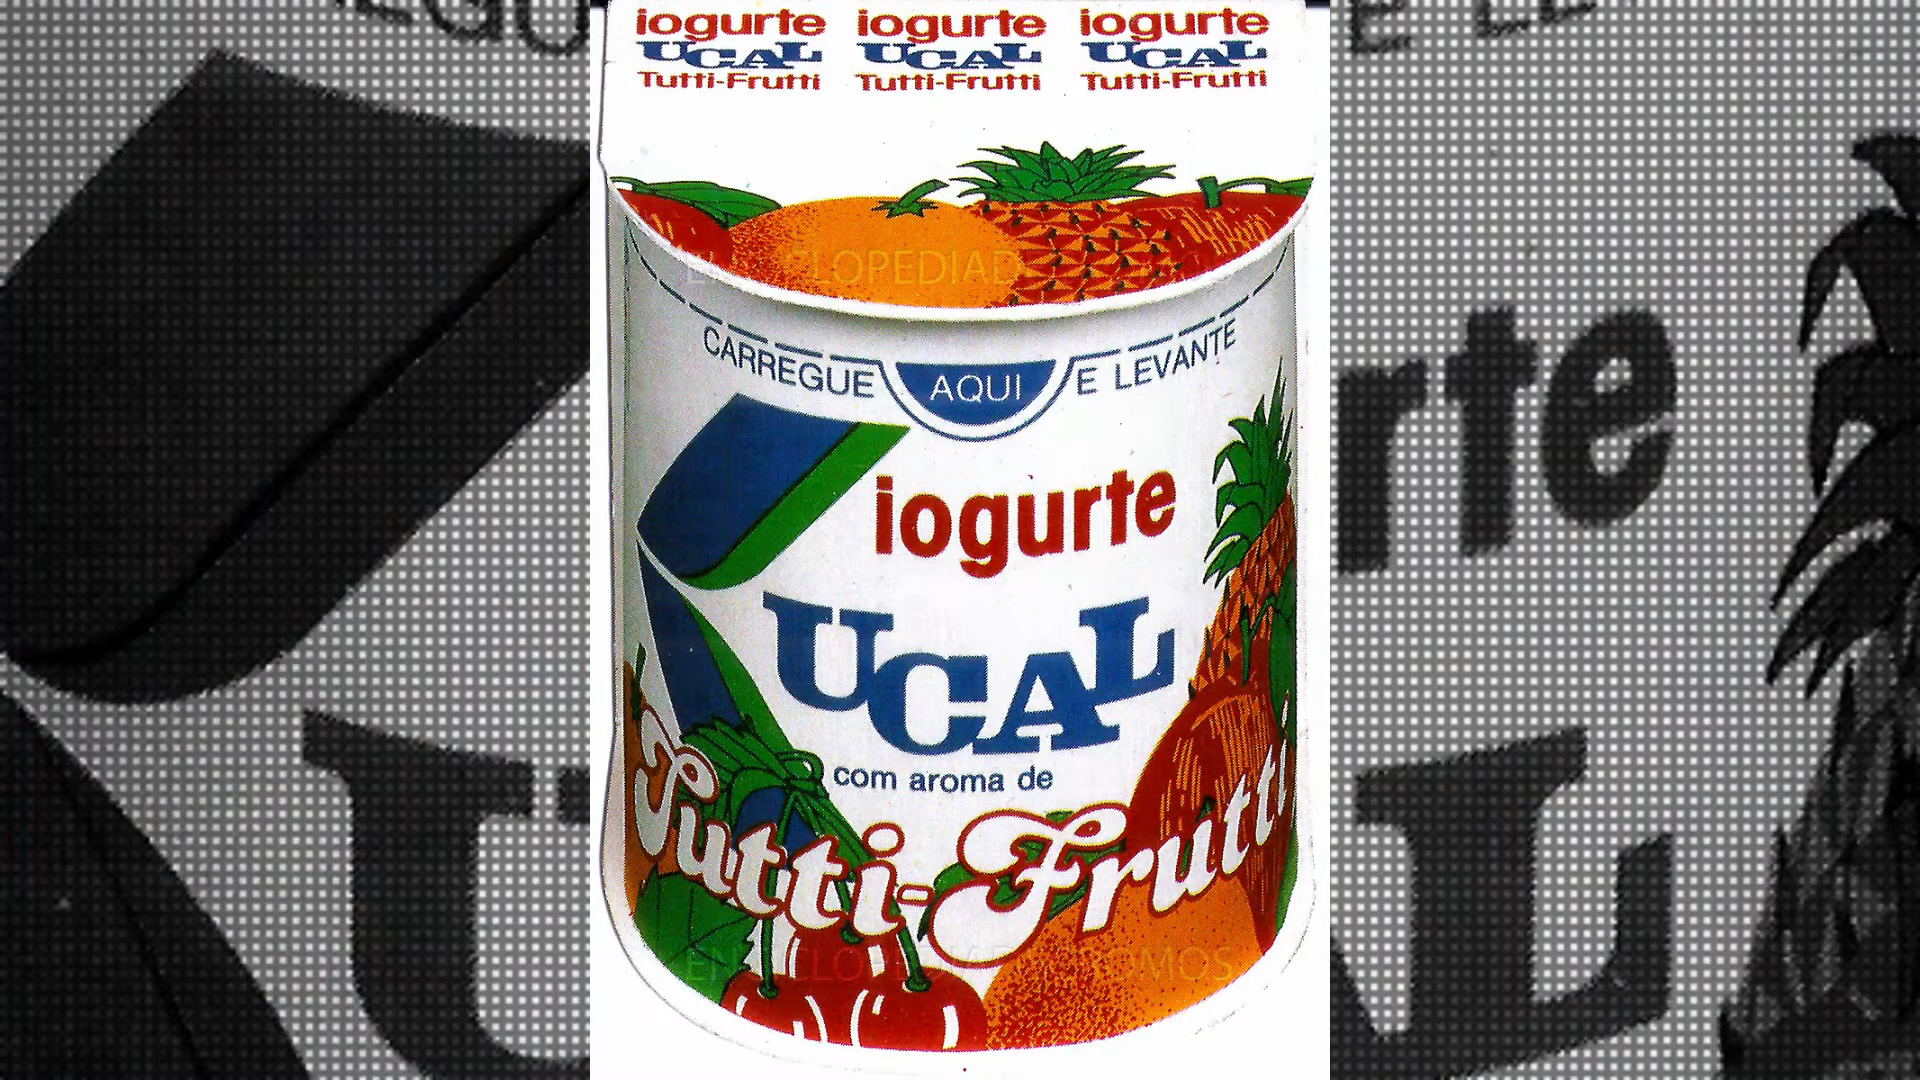 iogurte iogurte iogurte
UCAL UCAL UCAL
Tutti-Frutti Tutti-Frutti Tutti-Frutti
CARREGUE AQUI E LEVANTE
iogurte
UCAL
com aroma de
Tutti-Frutti
rte